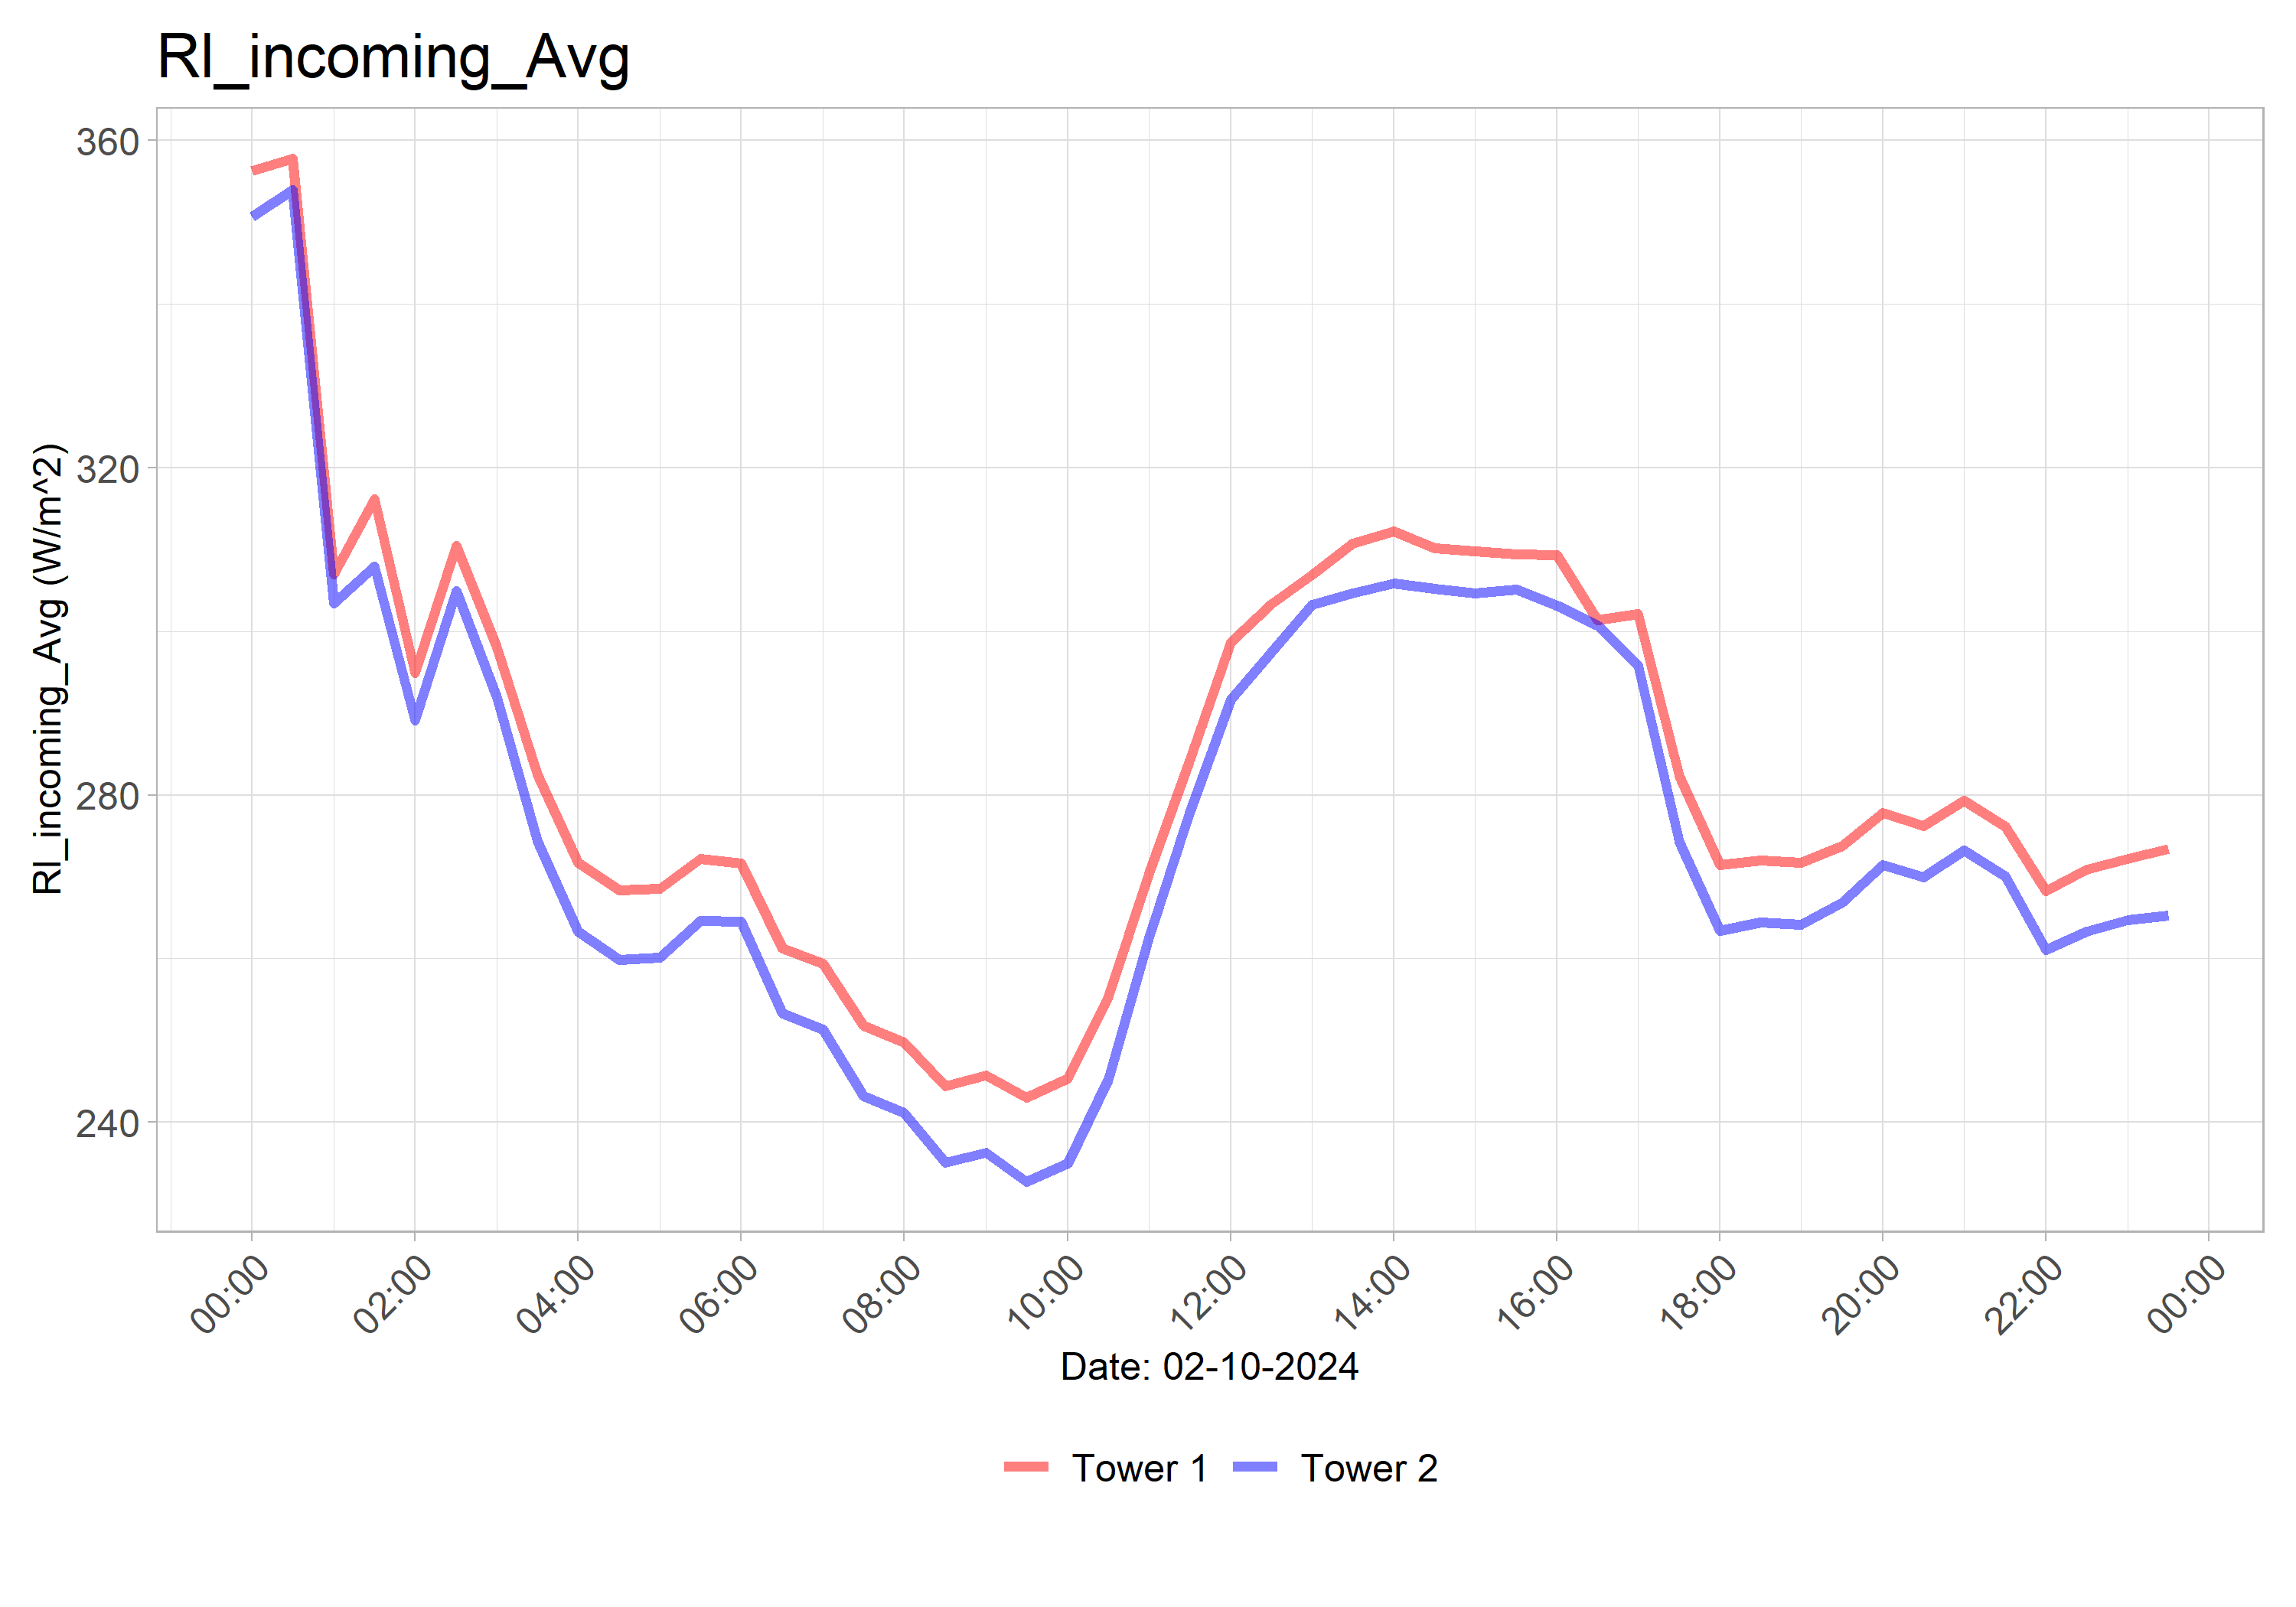 Rl_incoming_Avg
Rl_incoming_Avg (W/m^2)
360
320
280
240
00:00 02:00 04:00 06:00 08:00 10:00 12:00 14:00 16:00 18:00 20:00 22:00 00:00
Date: 02-10-2024
Tower 1 Tower 2